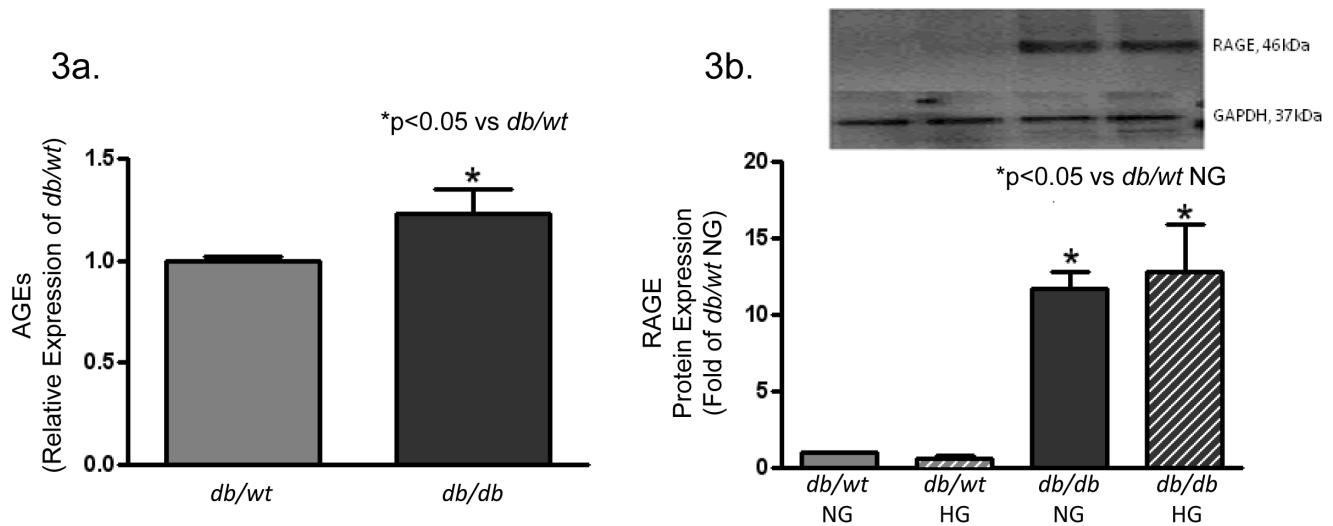 3a.
*p<0.05 vs db/wt
AGEs
(Relative Expression of db/wt)
1.5
1.0
0.5
0.0
*
db/wt
db/db
3b.
RAGE, 46kDa
GAPDH, 37kDa
*p<0.05 vs db/wt NG
RAGE
Protein Expression
(Fold of db/wt NG)
20
15
10
5
0
*
*
db/wt db/wt db/db db/db
NG HG NG HG